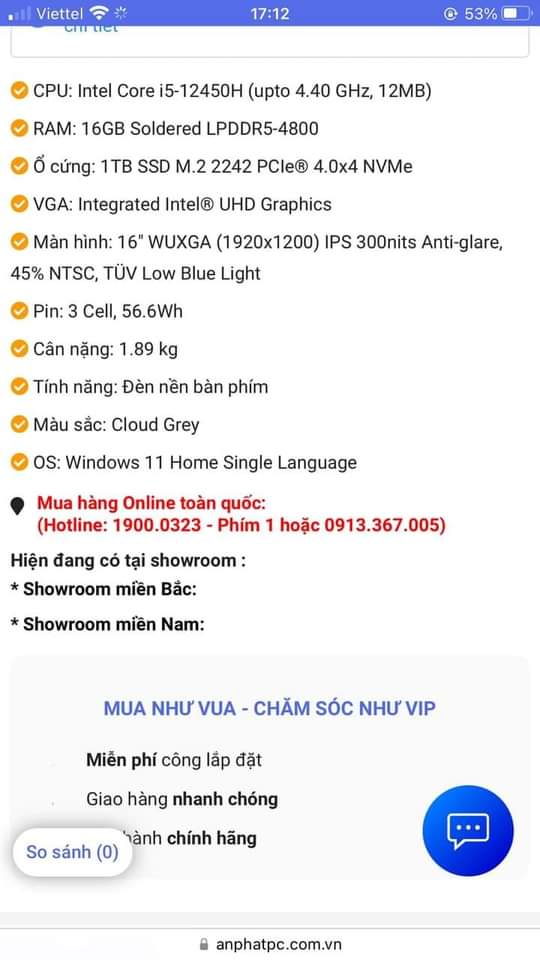 Viettel 17:12 53%
chi tiết
CPU: Intel Core i5-12450H (upto 4.40 GHz, 12MB)
RAM: 16GB Soldered LPDDR5-4800
Ổ cứng: 1TB SSD M.2 2242 PCIe® 4.0x4 NVMe
VGA: Integrated Intel® UHD Graphics
Màn hình: 16" WUXGA (1920x1200) IPS 300nits Anti-glare,
45% NTSC, TÜV Low Blue Light
Pin: 3 Cell, 56.6Wh
Cân nặng: 1.89 kg
Tính năng: Đèn nền bàn phím
Màu sắc: Cloud Grey
OS: Windows 11 Home Single Language
Mua hàng Online toàn quốc:
(Hotline: 1900.0323 - Phím 1 hoặc 0913.367.005)
Hiện đang có tại showroom :
* Showroom miền Bắc:
* Showroom miền Nam:
MUA NHƯ VUA - CHĂM SÓC NHƯ VIP
Miễn phí công lắp đặt
Giao hàng nhanh chóng
hành chính hãng
So sánh (0)
anphatpc.com.vn